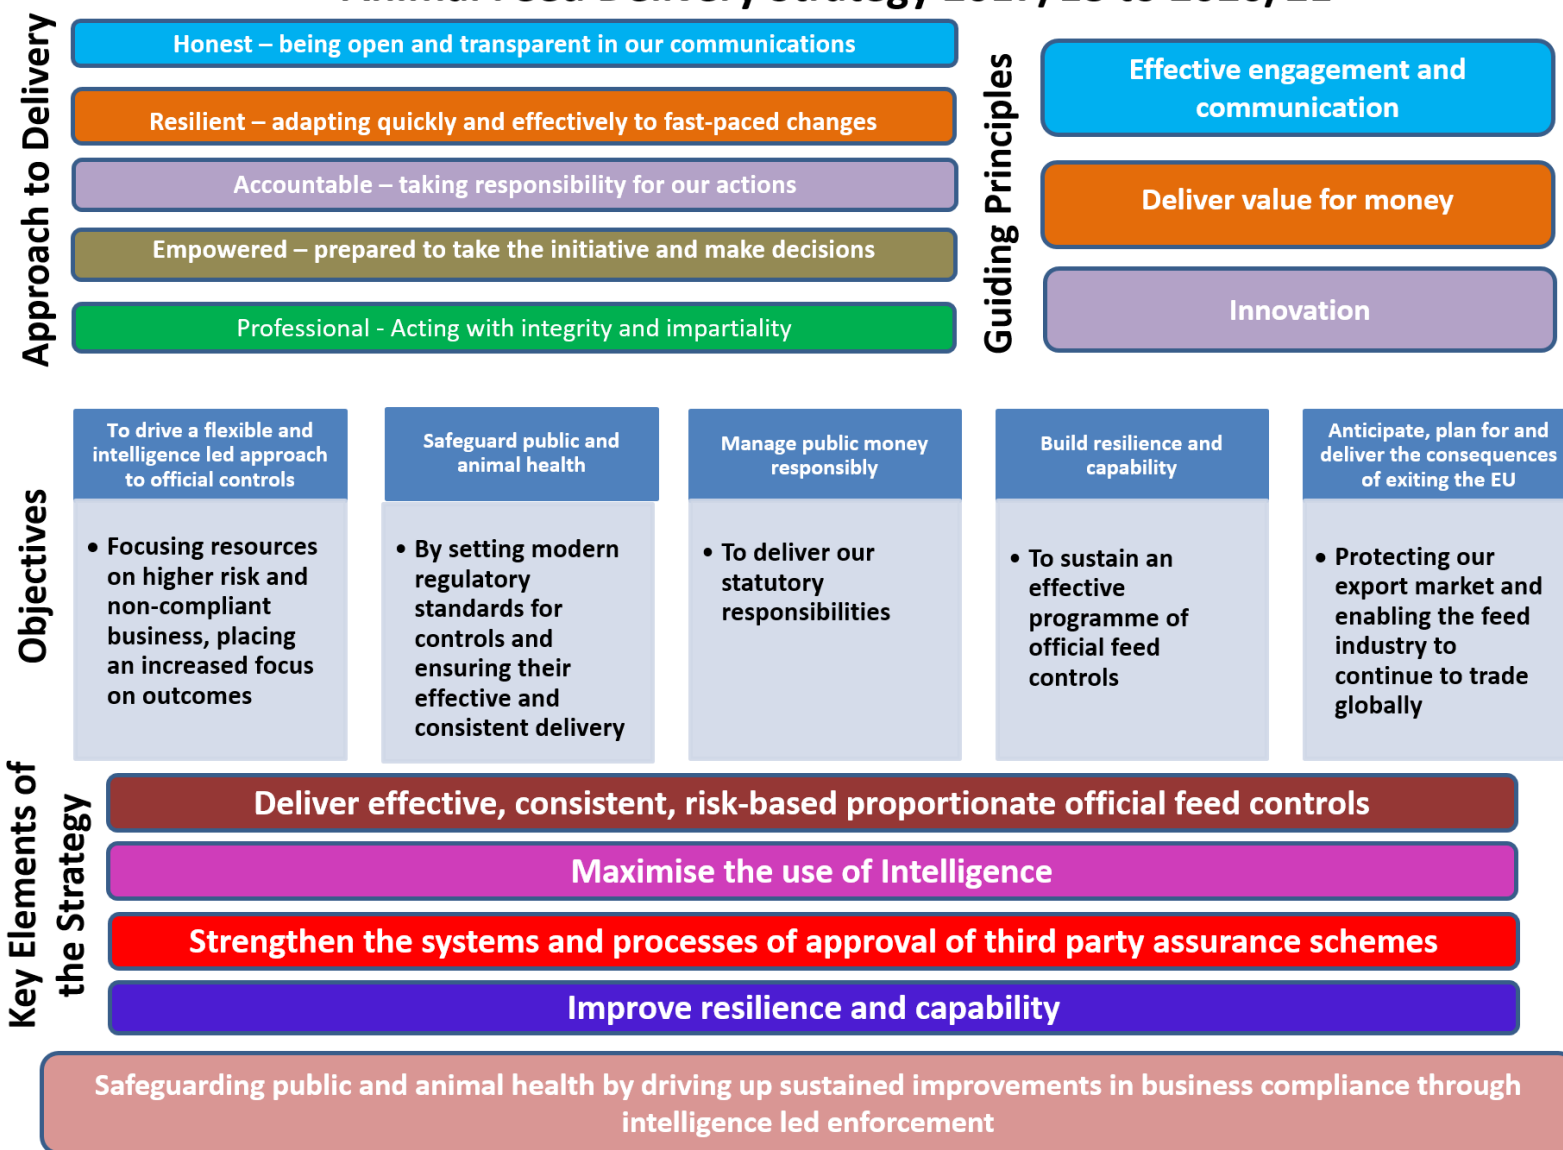 Animal Feed Delivery Strategy 2017/18 to 2020/21
Approach to Delivery
Honest – being open and transparent in our communications
Resilient – adapting quickly and effectively to fast-paced changes
Accountable – taking responsibility for our actions
Empowered – prepared to take the initiative and make decisions
Professional - Acting with integrity and impartiality
Guiding Principles
Effective engagement and
communication
Deliver value for money
Innovation
Objectives
To drive a flexible and
intelligence led approach
to official controls
• Focusing resources
on higher risk and
non-compliant
business, placing
an increased focus
on outcomes
Safeguard public and
animal health
• By setting modern
regulatory
standards for
controls and
ensuring their
effective and
consistent delivery
Manage public money
responsibly
• To deliver our
statutory
responsibilities
Build resilience and
capability
• To sustain an
effective
programme of
official feed
controls
Anticipate, plan for and
deliver the consequences
of exiting the EU
• Protecting our
export market and
enabling the feed
industry to
continue to trade
globally
Key Elements of
the Strategy
Deliver effective, consistent, risk-based proportionate official feed controls
Maximise the use of Intelligence
Strengthen the systems and processes of approval of third party assurance schemes
Improve resilience and capability
Safeguarding public and animal health by driving up sustained improvements in business compliance through
intelligence led enforcement